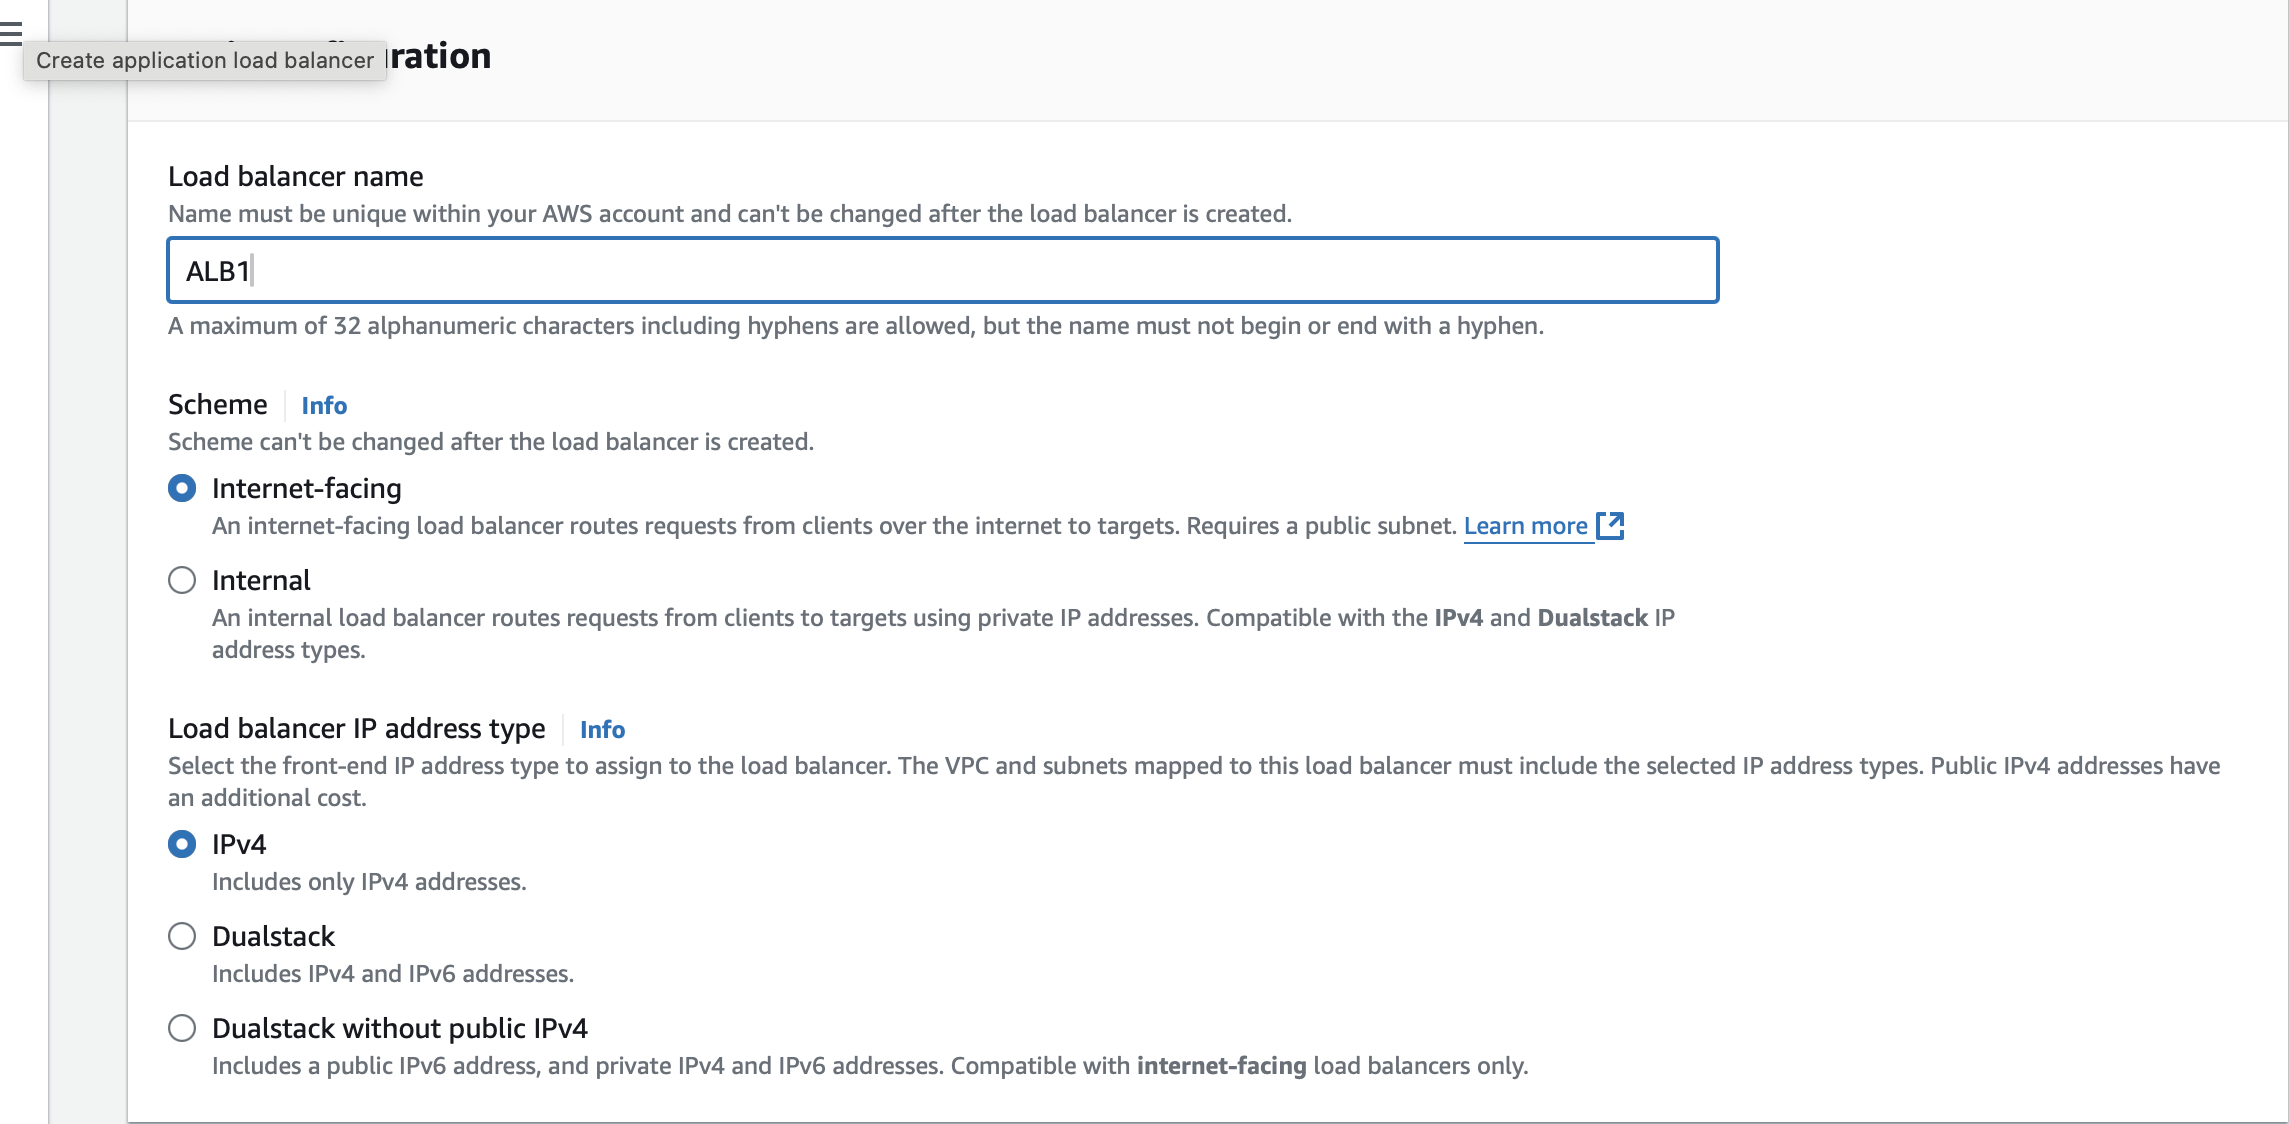 Create application load balancer
ration
Load balancer name
Name must be unique within your AWS account and can't be changed after the load balancer is created.
ALB1
A maximum of 32 alphanumeric characters including hyphens are allowed, but the name must not begin or end with a hyphen.
Scheme Info
Scheme can't be changed after the load balancer is created.
Internet-facing
An internet-facing load balancer routes requests from clients over the internet to targets. Requires a public subnet. Learn more
Internal
An internal load balancer routes requests from clients to targets using private IP addresses. Compatible with the IPv4 and Dualstack IP
address types.
Load balancer IP address type Info
Select the front-end IP address type to assign to the load balancer. The VPC and subnets mapped to this load balancer must include the selected IP address types. Public IPv4 addresses have
an additional cost.
IPv4
Includes only IPv4 addresses.
Dualstack
Includes IPv4 and IPv6 addresses.
Dualstack without public IPv4
Includes a public IPv6 address, and private IPv4 and IPv6 addresses. Compatible with internet-facing load balancers only.